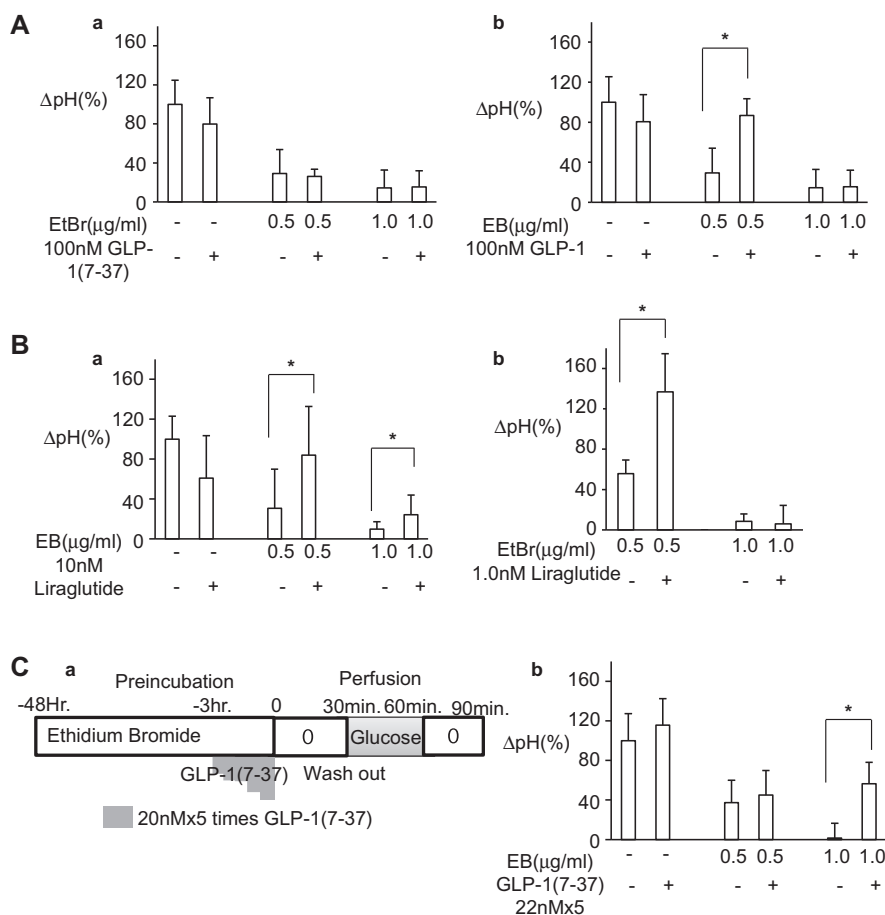 A
a
160
120
ΔpH(%)
80
40
0
EtBr(μg/ml) - - 0.5 0.5 1.0 1.0
100nM GLP-
1(7-37) - + - + - +
b
*
160
120
ΔpH(%)
80
40
0
EB(μg/ml) - - 0.5 0.5 1.0 1.0
100nM GLP-1 - + - + - +
B
a
*
*
160
120
ΔpH(%)
80
40
0
EB(μg/ml) - - 0.5 0.5 1.0 1.0
10nM
Liraglutide - + - + - +
b
*
160
120
ΔpH(%)
80
40
0
0.5 0.5 1.0 1.0
EtBr(μg/ml)
1.0nM Liraglutide - + - +
C
a
Preincubation Perfusion
-48Hr. -3hr. 0 30min. 60min. 90min.
Ethidium Bromide 0 Glucose 0
GLP-1(7-37) Wash out
20nMx5 times GLP-1(7-37)
b
*
160
120
ΔpH(%)
80
40
0
EB(μg/ml) - - 0.5 0.5 1.0 1.0
GLP-1(7-37) - + - + - +
22nMx5